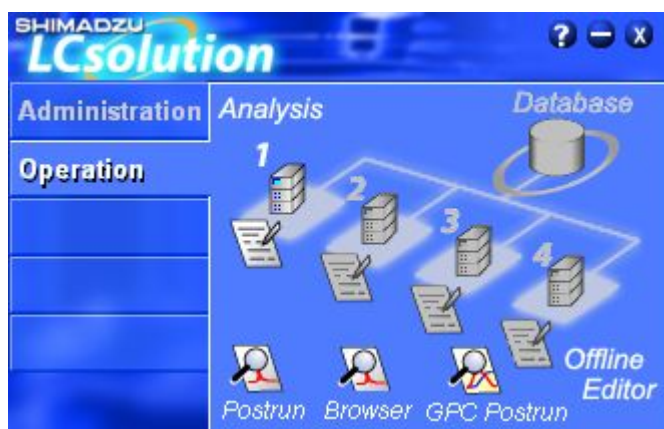 SHIMADZU
LCsolution
? X
Administration
Operation
Analysis
Database
1
2
3
4
Offline
Editor
Postrun Browser GPC Postrun